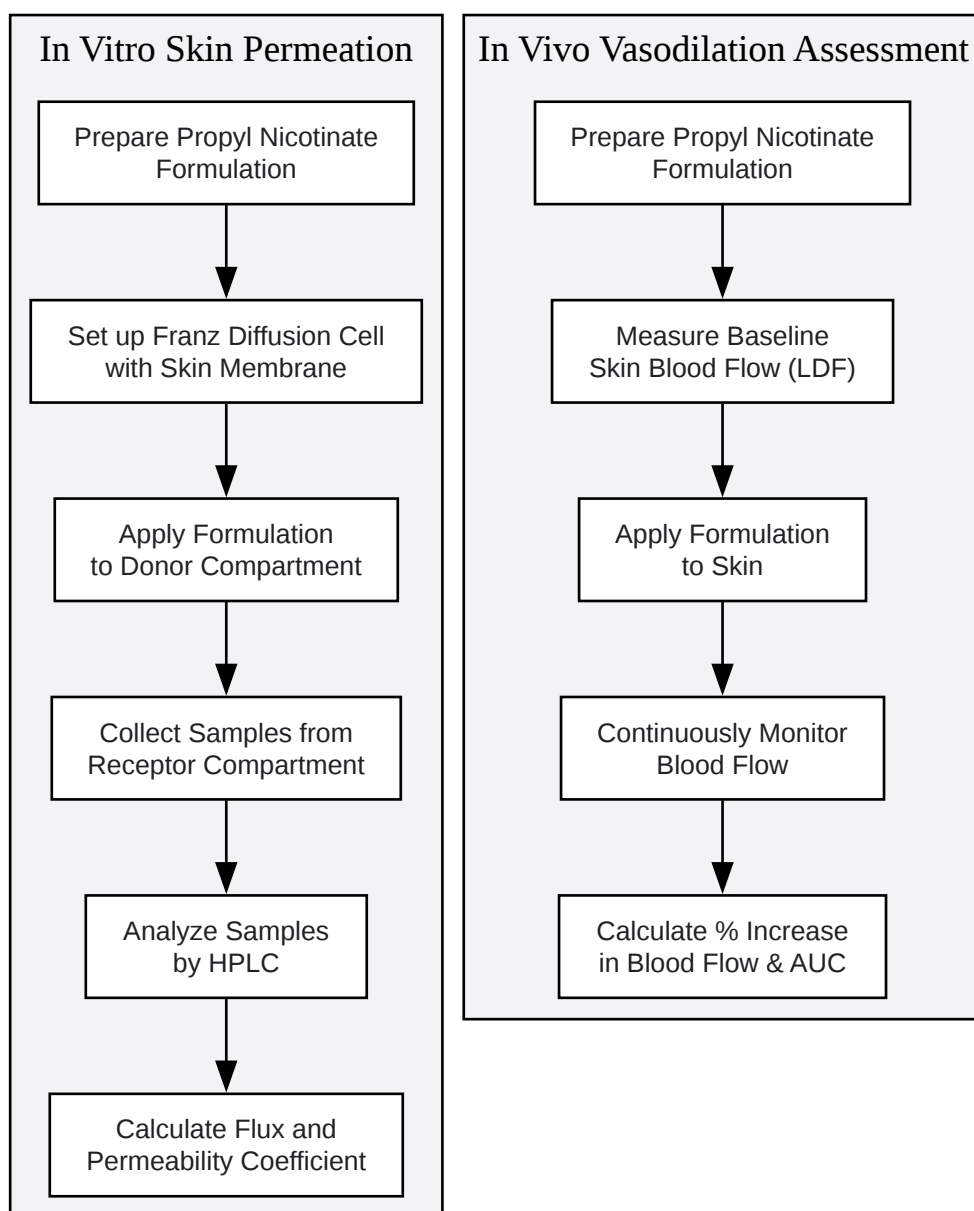 In Vitro Skin Permeation
Prepare Propyl Nicotinate
Formulation
Set up Franz Diffusion Cell
with Skin Membrane
Apply Formulation
to Donor Compartment
Collect Samples from
Receptor Compartment
Analyze Samples
by HPLC
Calculate Flux and
Permeability Coefficient
In Vivo Vasodilation Assessment
Prepare Propyl Nicotinate
Formulation
Measure Baseline
Skin Blood Flow (LDF)
Apply Formulation
to Skin
Continuously Monitor
Blood Flow
Calculate % Increase
in Blood Flow & AUC